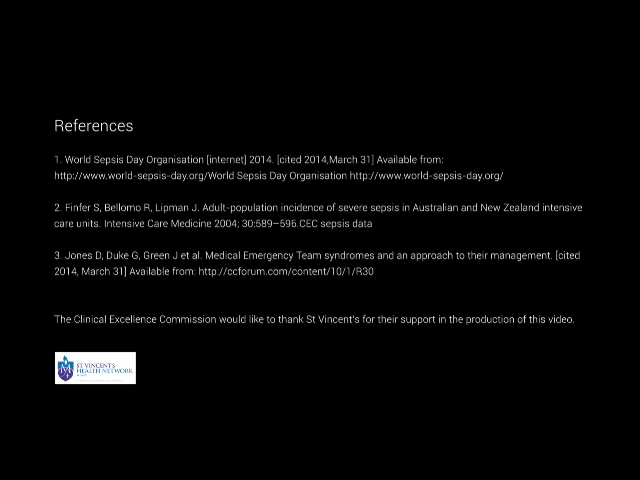 References
1. World Sepsis Day Organisation [internet] 2014. [cited 2014,March 31] Available from:
http://www.world-sepsis-day.org/World Sepsis Day Organisation http://www.world-sepsis-day.org/
2. Finfer S, Bellomo R, Lipman J. Adult-population incidence of severe sepsis in Australian and New Zealand intensive
care units. Intensive Care Medicine 2004; 30:589–596.CEC sepsis data
3. Jones D, Duke G, Green J et al. Medical Emergency Team syndromes and an approach to their management. [cited
2014, March 31] Available from: http://ccforum.com/content/10/1/R30
The Clinical Excellence Commission would like to thank St Vincent's for their support in the production of this video.
ST VINCENT'S
HEALTH NETWORK